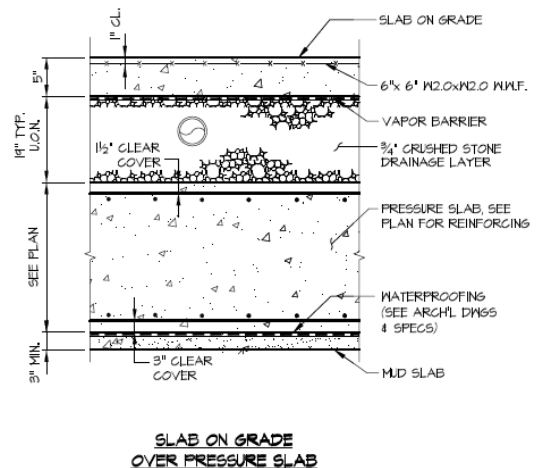 1" CL.
SLAB ON GRADE
5"
6"x 6" W2.0xW2.0 W.W.F.
VAPOR BARRIER
19" TYP.
U.O.N.
1½" CLEAR
COVER
¾" CRUSHED STONE
DRAINAGE LAYER
SEE PLAN
PRESSURE SLAB, SEE
PLAN FOR REINFORCING
WATERPROOFING
(SEE ARCH'L DWGS
& SPECS)
3" MIN.
3" CLEAR
COVER
MUD SLAB
SLAB ON GRADE
OVER PRESSURE SLAB